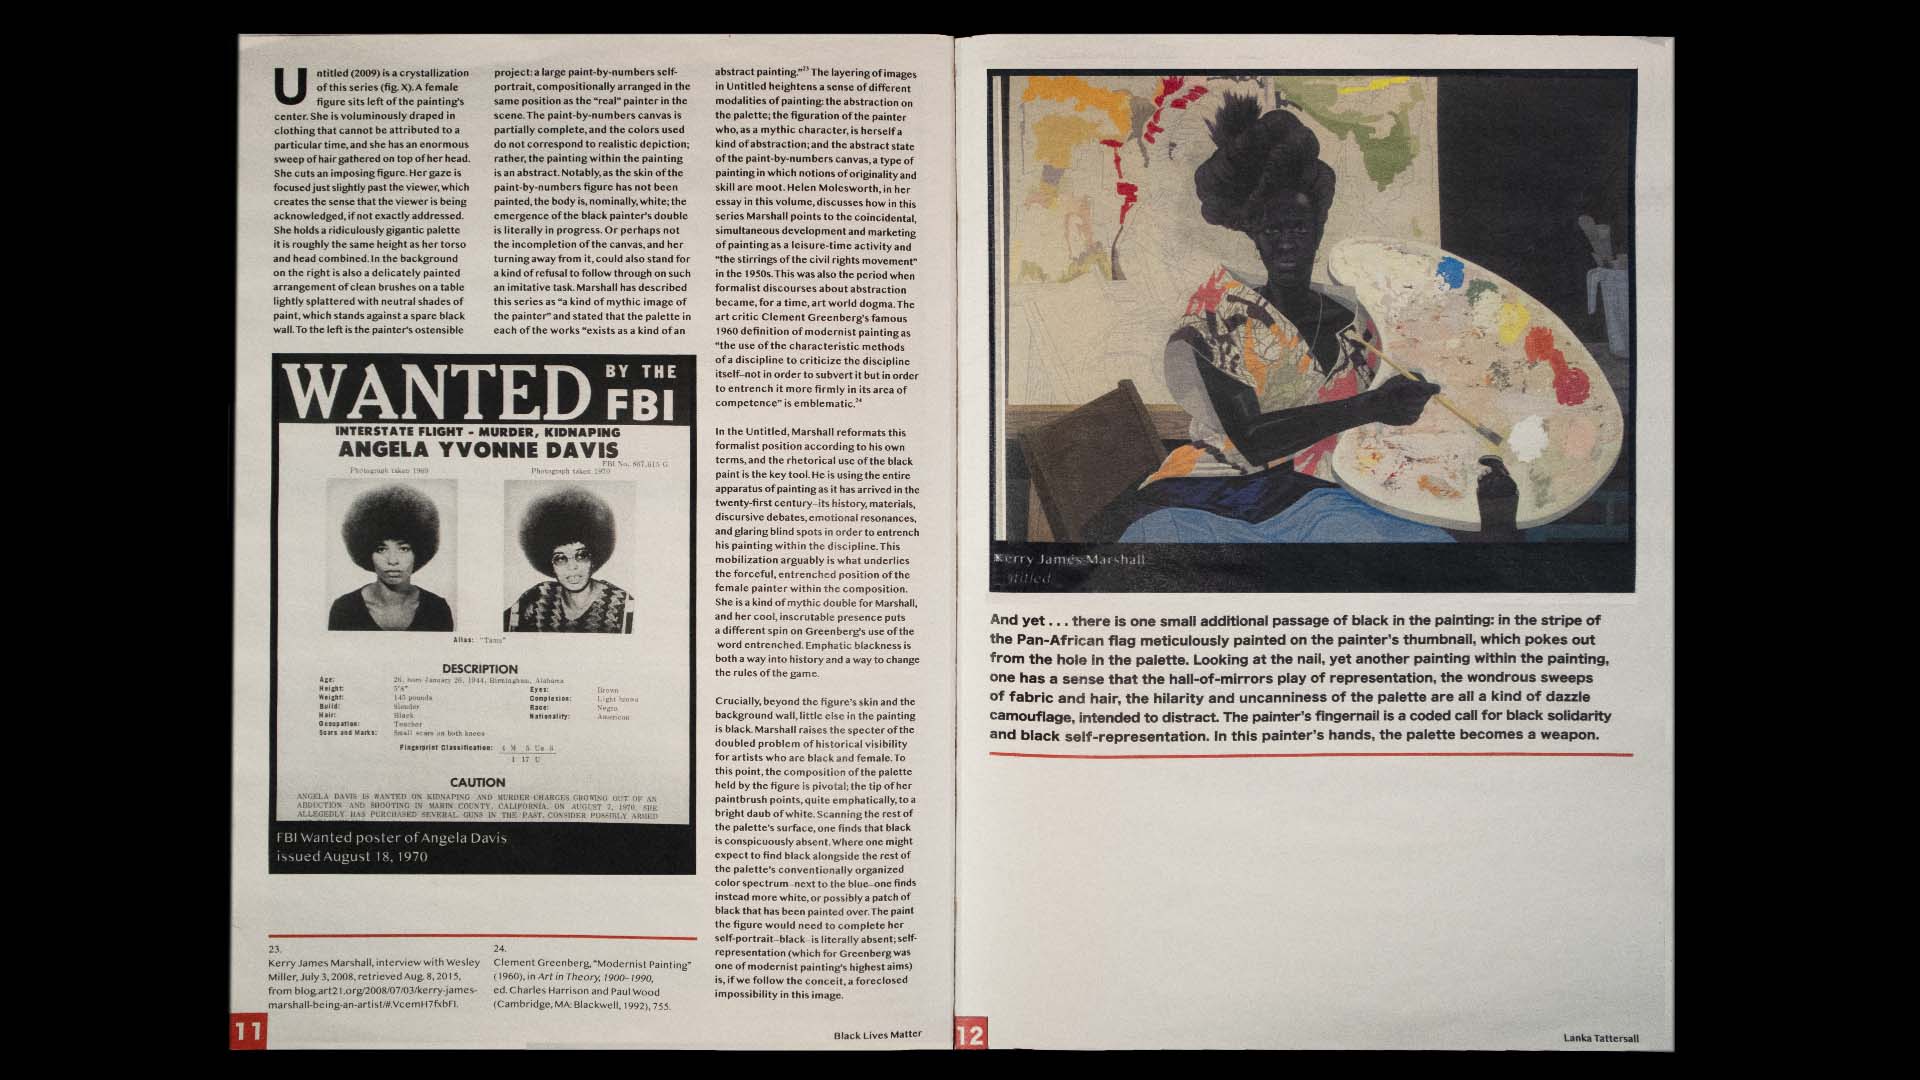 Untitled (2009) is a crystallization
of this series (fig. X). A female
figure sits left of the painting's
center. She is voluminously draped in
clothing that cannot be attributed to a
particular time, and she has an enormous
sweep of hair gathered on top of her head.
She cuts an imposing figure. Her gaze is
focused just slightly past the viewer, which
creates the sense that the viewer is being
acknowledged, if not exactly addressed.
She holds a ridiculously gigantic palette
it is roughly the same height as her torso
and head combined. In the background
on the right is also a delicately painted
arrangement of clean brushes on a table
lightly splattered with neutral shades of
paint, which stands against a spare black
wall. To the left is the painter's ostensible
project: a large paint-by-numbers self-
portrait, compositionally arranged in the
same position as the "real" painter in the
scene. The paint-by-numbers canvas is
partially complete, and the colors used
do not correspond to realistic depiction;
rather, the painting within the painting
is an abstract. Notably, as the skin of the
paint-by-numbers figure has not been
painted, the body is, nominally, white; the
emergence of the black painter's double
is literally in progress. Or perhaps not
the incompletion of the canvas, and her
turning away from it, could also stand for
a kind of refusal to follow through on such
an imitative task. Marshall has described
this series as "a kind of mythic image of
the painter" and stated that the palette in
each of the works "exists as a kind of an
abstract painting."23 The layering of images
in Untitled heightens a sense of different
modalities of painting: the abstraction on
the palette; the figuration of the painter
who, as a mythic character, is herself a
kind of abstraction; and the abstract state
of the paint-by-numbers canvas, a type of
painting in which notions of originality and
skill are moot. Helen Molesworth, in her
essay in this volume, discusses how in this
series Marshall points to the coincidental,
simultaneous development and marketing
of painting as a leisure-time activity and
"the stirrings of the civil rights movement"
in the 1950s. This was also the period when
formalist discourses about abstraction
became, for a time, art world dogma. The
art critic Clement Greenberg's famous
1960 definition of modernist painting as
"the use of the characteristic methods
of a discipline to criticize the discipline
itself—not in order to subvert it but in order
to entrench it more firmly in its area of
competence" is emblematic.24
In the Untitled, Marshall reformats this
formalist position according to his own
terms, and the rhetorical use of the black
paint is the key tool. He is using the entire
apparatus of painting as it has arrived in the
twenty-first century—its history, materials,
discursive debates, emotional resonances,
and glaring blind spots in order to entrench
his painting within the discipline. This
mobilization arguably is what underlies
the forceful, entrenched position of the
female painter within the composition.
She is a kind of mythic double for Marshall,
and her cool, inscrutable presence puts
a different spin on Greenberg's use of the
word entrenched. Emphatic blackness is
both a way into history and a way to change
the rules of the game.
Crucially, beyond the figure's skin and the
background wall, little else in the painting
is black. Marshall raises the specter of the
doubled problem of historical visibility
for artists who are black and female. To
this point, the composition of the palette
held by the figure is pivotal; the tip of her
paintbrush points, quite emphatically, to a
bright daub of white. Scanning the rest of
the palette's surface, one finds that black
is conspicuously absent. Where one might
expect to find black alongside the rest of
the palette's conventionally organized
color spectrum—next to the blue—one finds
instead more white, or possibly a patch of
black that has been painted over. The paint
the figure would need to complete her
self-portrait—black—is literally absent; self-
representation (which for Greenberg was
one of modernist painting's highest aims)
is, if we follow the conceit, a foreclosed
impossibility in this image.
WANTED BY THE FBI
INTERSTATE FLIGHT - MURDER, KIDNAPING
ANGELA YVONNE DAVIS
FBI No. 867,615 G
Photograph taken 1969
Photograph taken 1970
Alias: "Tamu"
DESCRIPTION
Age: 26, born January 26, 1944, Birmingham, Alabama
Height: 5'8" Eyes: Brown
Weight: 145 pounds Complexion: Light brown
Build: Slender Race: Negro
Hair: Black Nationality: American
Occupation: Teacher
Scars and Marks: Small scars on both knees
Fingerprint Classification: 4 M 5 Ua 6
1 17 U
CAUTION
ANGELA DAVIS IS WANTED ON KIDNAPING AND MURDER CHARGES GROWING OUT OF AN
ABDUCTION AND SHOOTING IN MARIN COUNTY, CALIFORNIA, ON AUGUST 7, 1970. SHE
ALLEGEDLY HAS PURCHASED SEVERAL GUNS IN THE PAST. CONSIDER POSSIBLY ARMED
FBI Wanted poster of Angela Davis
issued August 18, 1970
23.
Kerry James Marshall, interview with Wesley
Miller, July 3, 2008, retrieved Aug. 8, 2015,
from blog.art21.org/2008/07/03/kerry-james-
marshall-being-an-artist/#.VcemH7fxbFI.
24.
Clement Greenberg, "Modernist Painting"
(1960), in Art in Theory, 1900–1990,
ed. Charles Harrison and Paul Wood
(Cambridge, MA: Blackwell, 1992), 755.
11
Black Lives Matter
Kerry James Marshall
Untitled
And yet . . . there is one small additional passage of black in the painting: in the stripe of
the Pan-African flag meticulously painted on the painter's thumbnail, which pokes out
from the hole in the palette. Looking at the nail, yet another painting within the painting,
one has a sense that the hall-of-mirrors play of representation, the wondrous sweeps
of fabric and hair, the hilarity and uncanniness of the palette are all a kind of dazzle
camouflage, intended to distract. The painter's fingernail is a coded call for black solidarity
and black self-representation. In this painter's hands, the palette becomes a weapon.
12
Lanka Tattersall